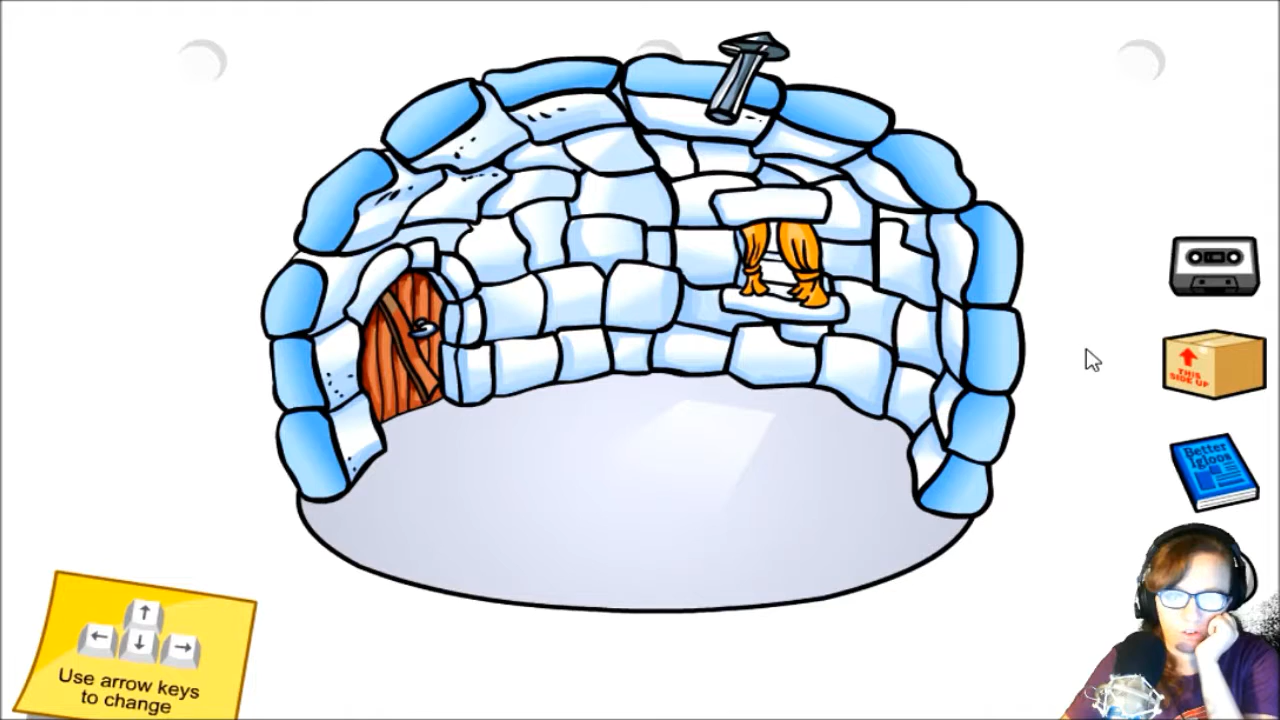 THIS
SIDE UP
Better
Igloos
Use arrow keys
to change